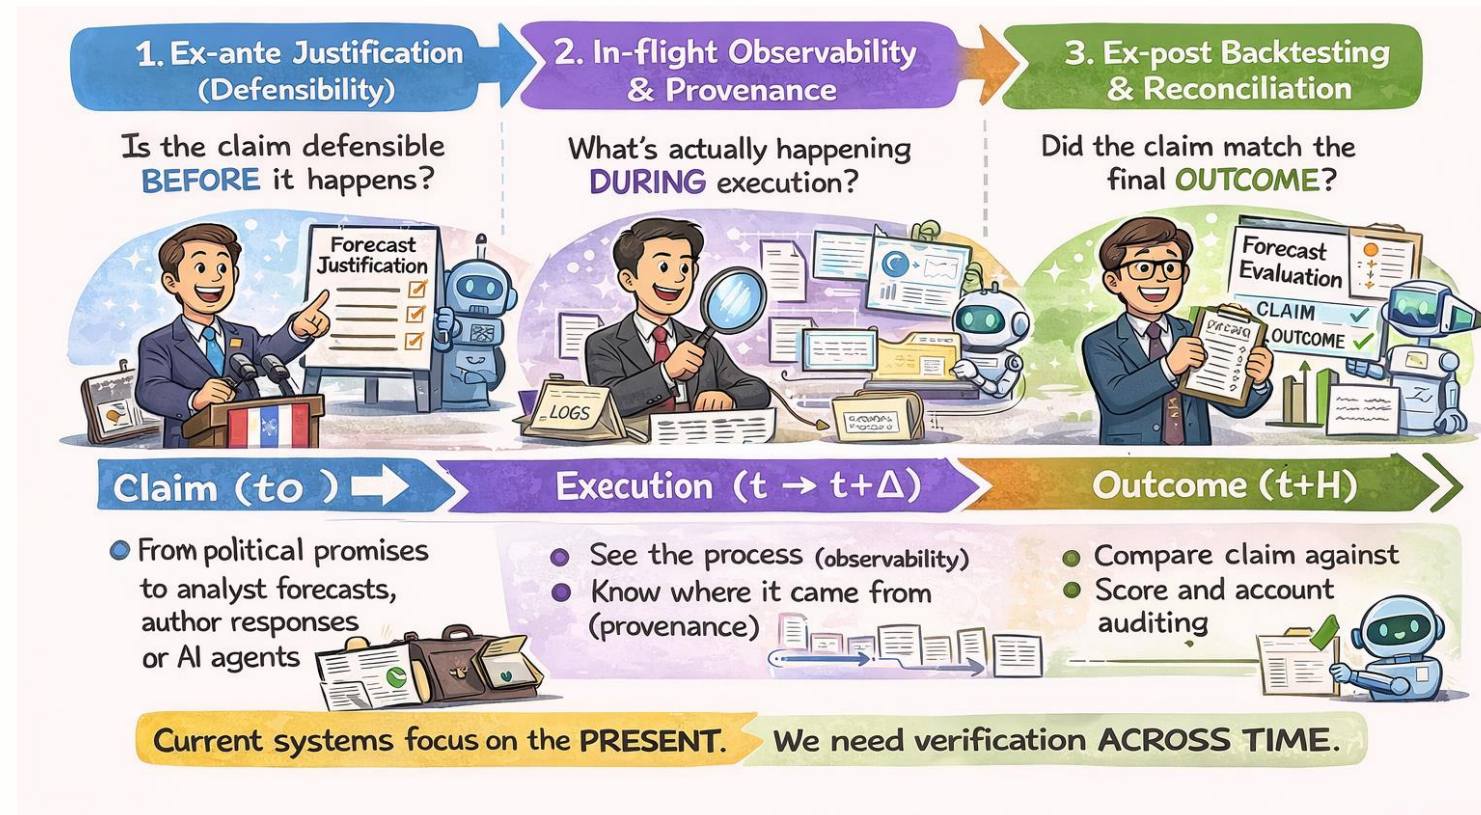 1. Ex-ante Justification
(Defensibility)
2. In-flight Observability
& Provenance
3. Ex-post Backtesting
& Reconciliation
Is the claim defensible
BEFORE it happens?
What's actually happening
DURING execution?
Did the claim match the
final OUTCOME?
Forecast
Justification
LOGS
Forecast
Evaluation
CLAIM
OUTCOME
Claim (to )
Execution (t → t+Δ)
Outcome (t+H)
From political promises
to analyst forecasts,
author responses
or AI agents
See the process (observability)
Know where it came from
(provenance)
Compare claim against
Score and account
auditing
Current systems focus on the PRESENT.
We need verification ACROSS TIME.